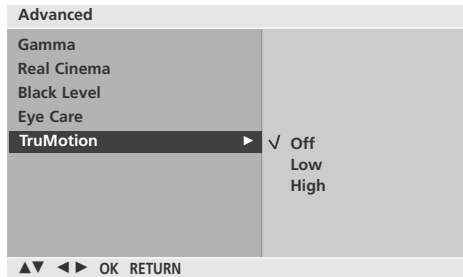 Advanced
Gamma
Real Cinema
Black Level
Eye Care
TruMotion ►
√ Off
Low
High
▲▼ ◄► OK RETURN